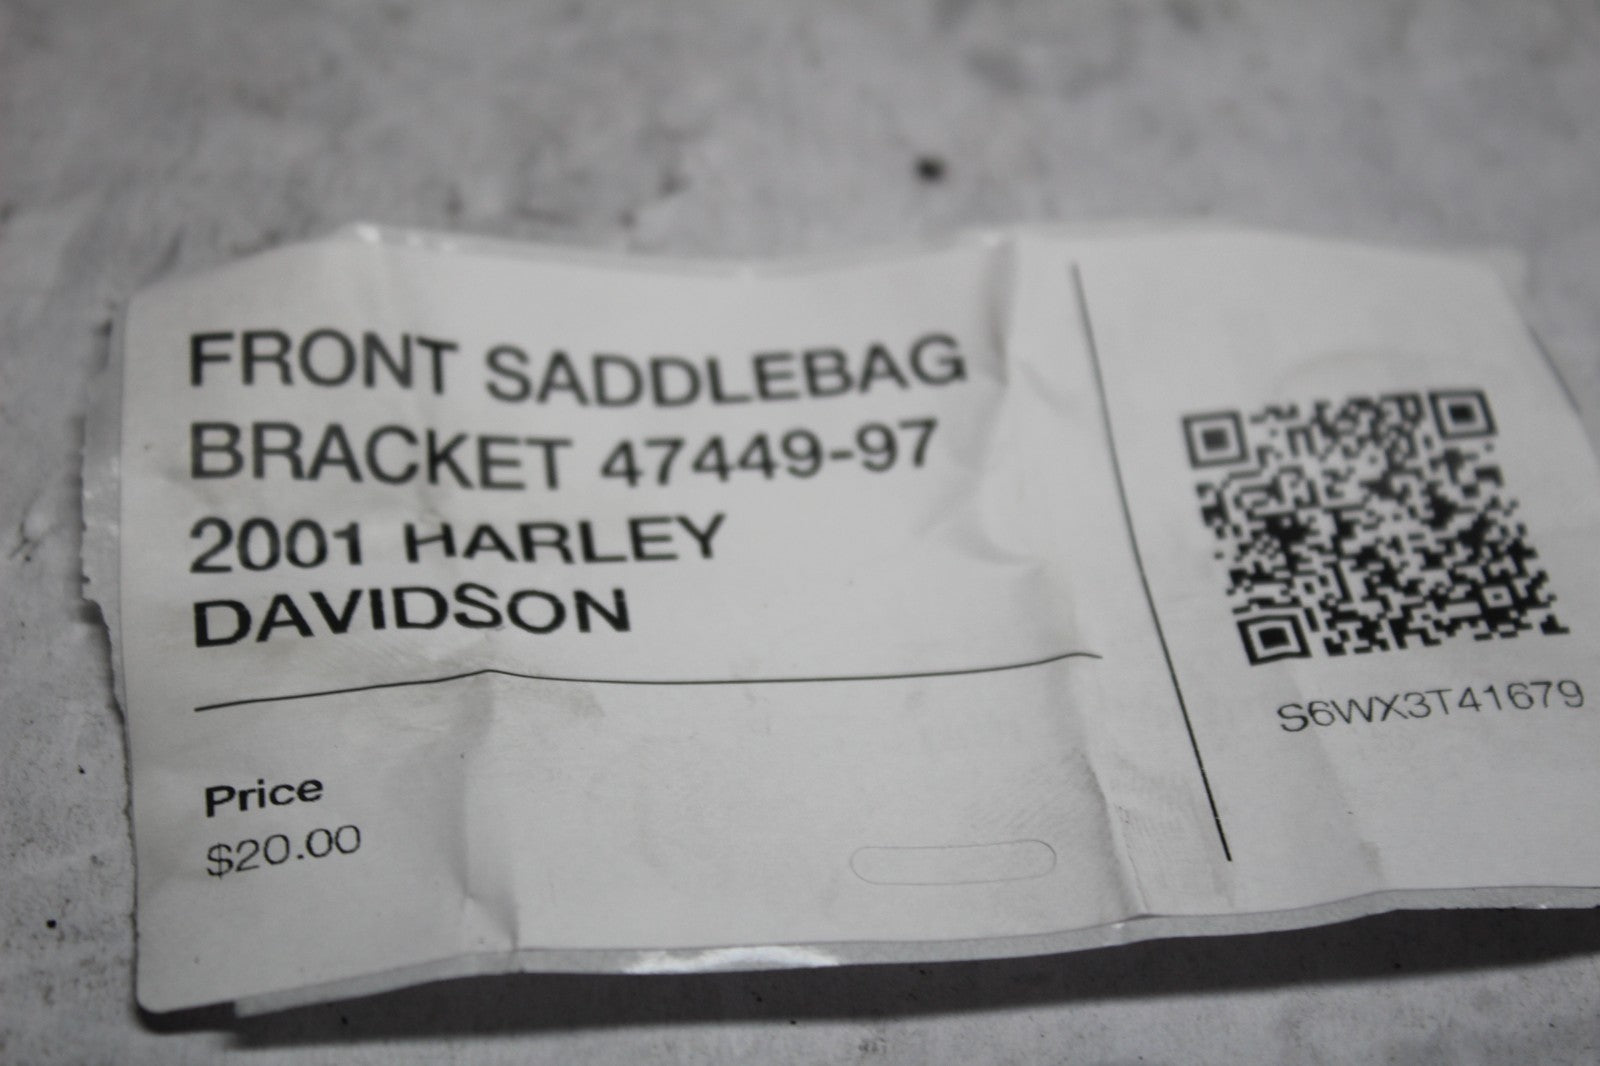 FRONT SADDLEBAG
BRACKET 47449-97
2001 HARLEY
DAVIDSON
Price
$20.00
S6WX3T41679